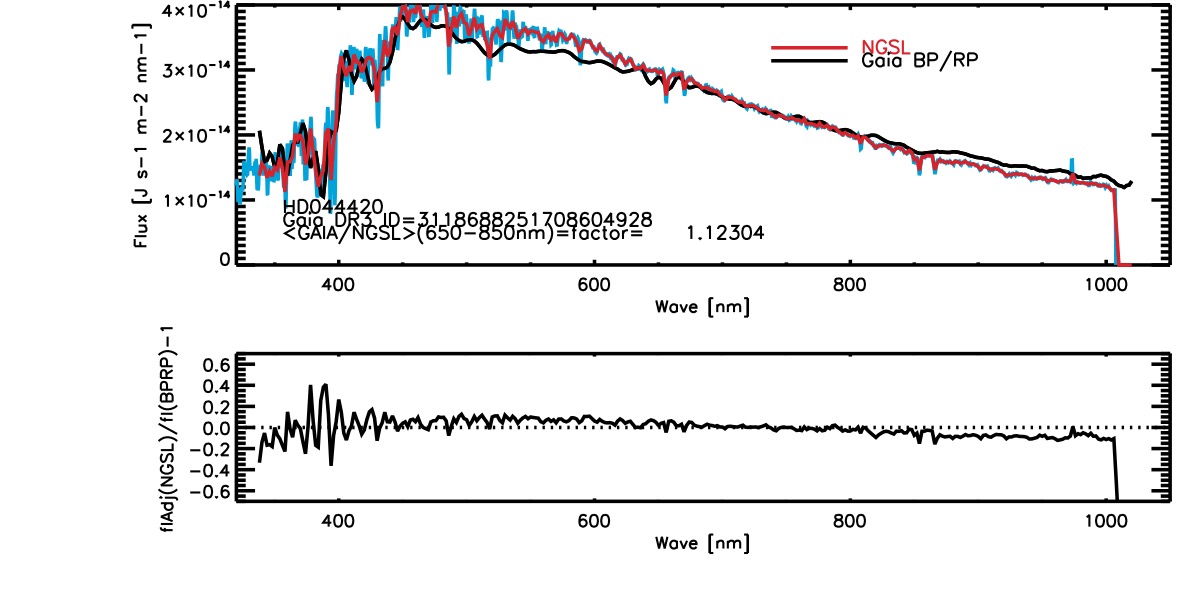 4×10−14
3×10−14
2×10−14
1×10−14
0
Flux [J s−1 m−2 nm−1]
NGSL
Gaia BP/RP
HD044420
Gaia DR3 ID=3118688251708604928
<GAIA/NGSL>(650−850nm)=factor= 1.12304
400 600 800 1000
Wave [nm]
flAdj(NGSL)/fl(BPRP)−1
0.6
0.4
0.2
0.0
−0.2
−0.4
−0.6
400 600 800 1000
Wave [nm]